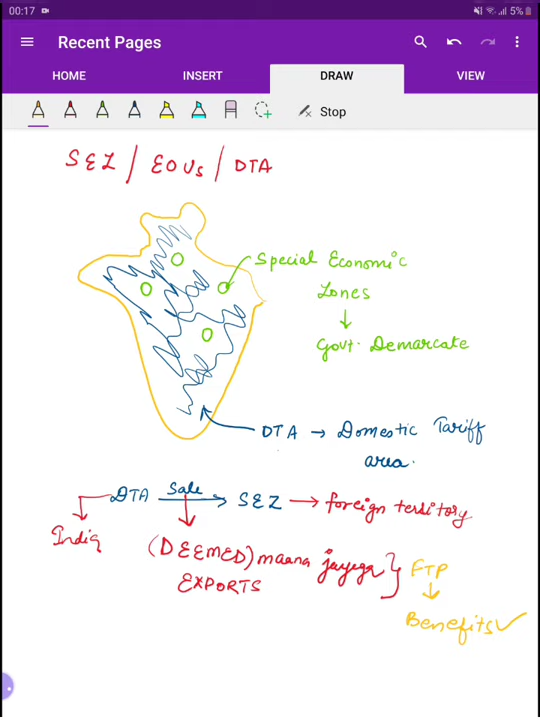 00:17
5%
Recent Pages
HOME INSERT DRAW VIEW
Stop
SEZ / EOUs / DTA
Special Economic
Zones
↓
Govt. Demarcate
DTA → Domestic Tariff
area.
DTA Sale → SEZ → foreign territory
India
(DEEMED) maana jayega } FTP
EXPORTS
↓
Benefits ✓